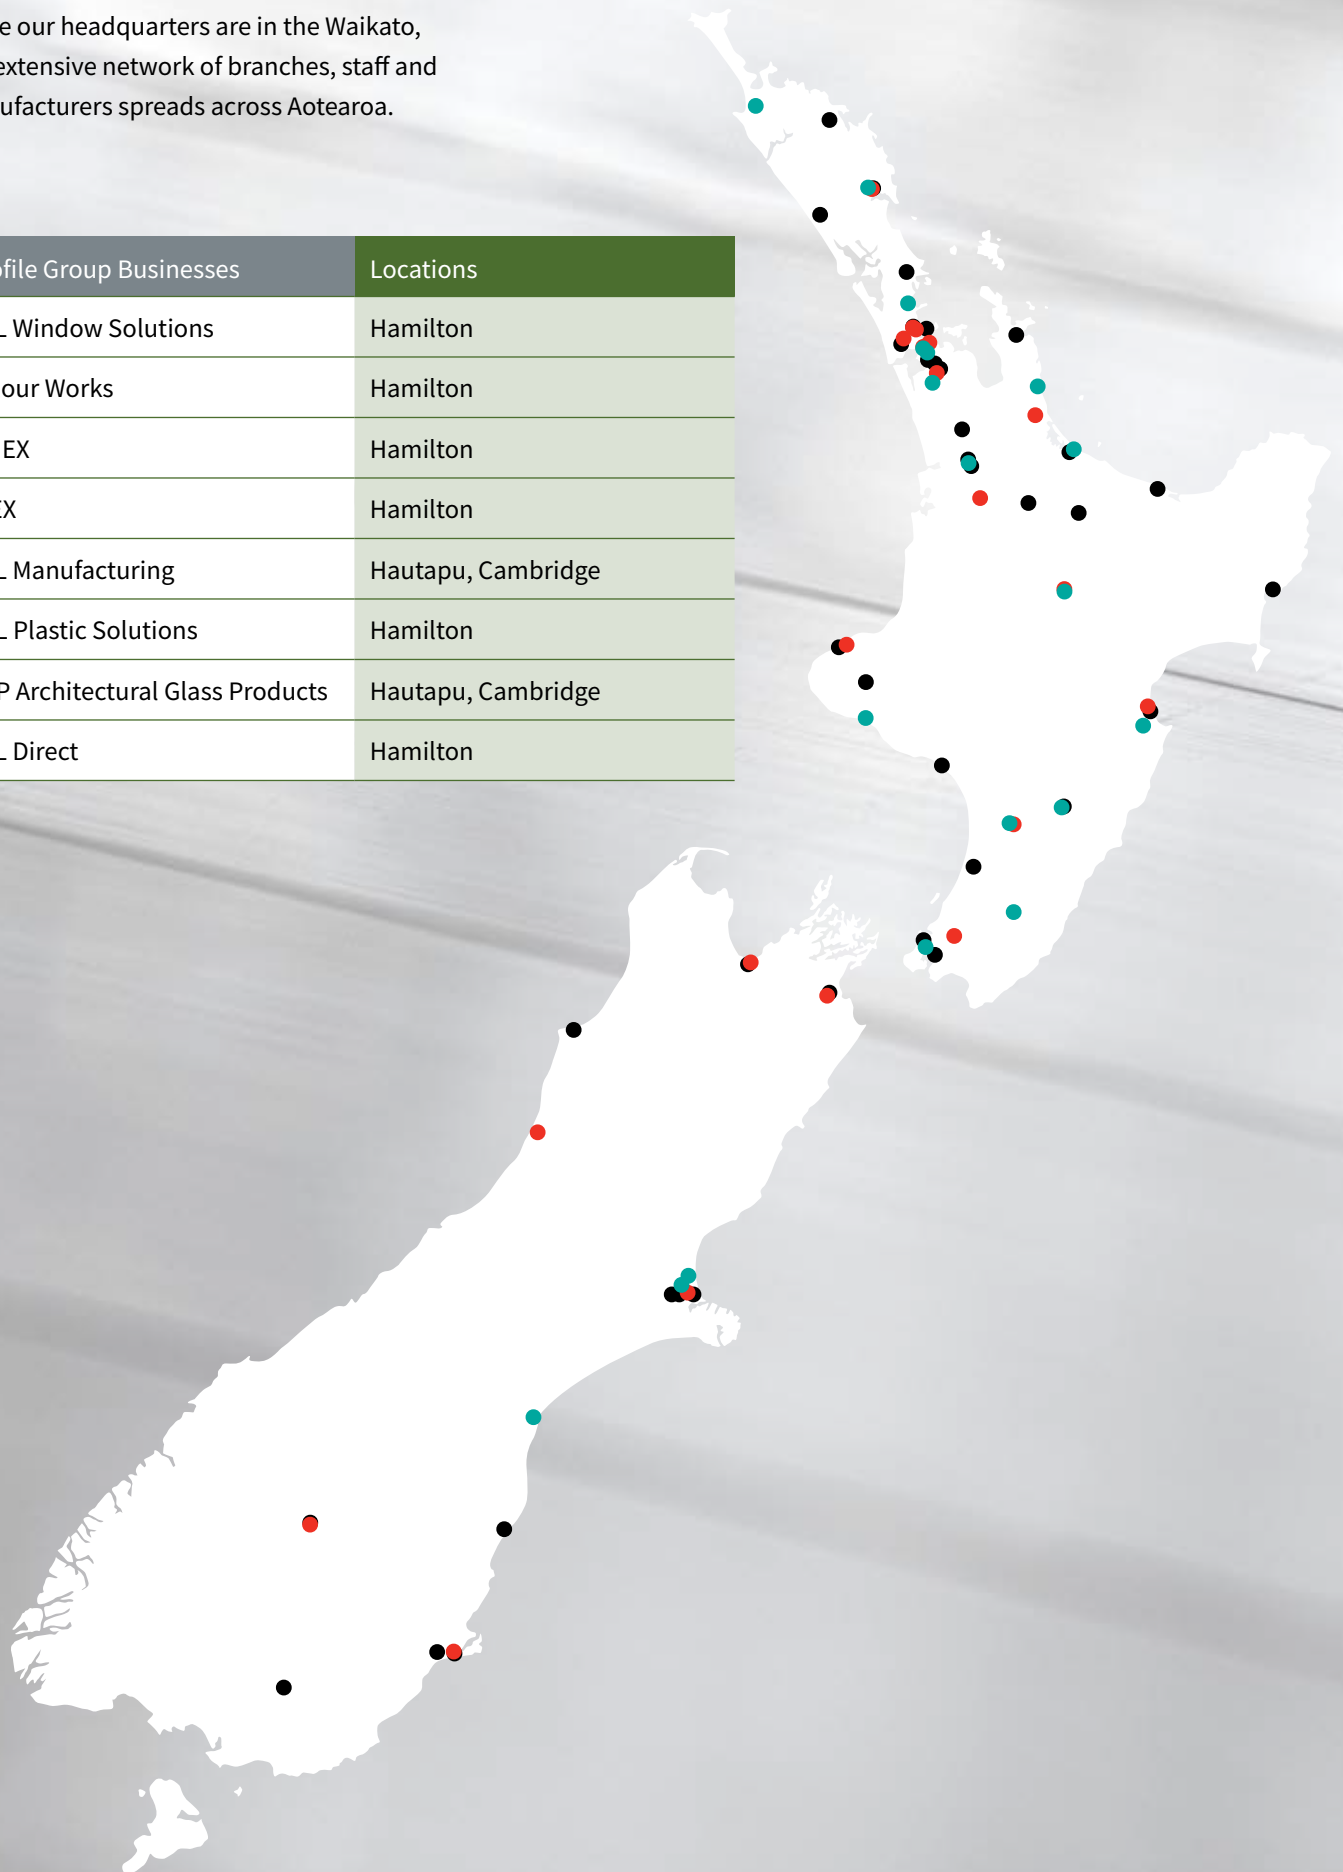 e our headquarters are in the Waikato,
extensive network of branches, staff and
ufacturers spreads across Aotearoa.
ofile Group Businesses Locations
L Window Solutions Hamilton
our Works Hamilton
EX Hamilton
EX Hamilton
L Manufacturing Hautapu, Cambridge
L Plastic Solutions Hamilton
P Architectural Glass Products Hautapu, Cambridge
L Direct Hamilton